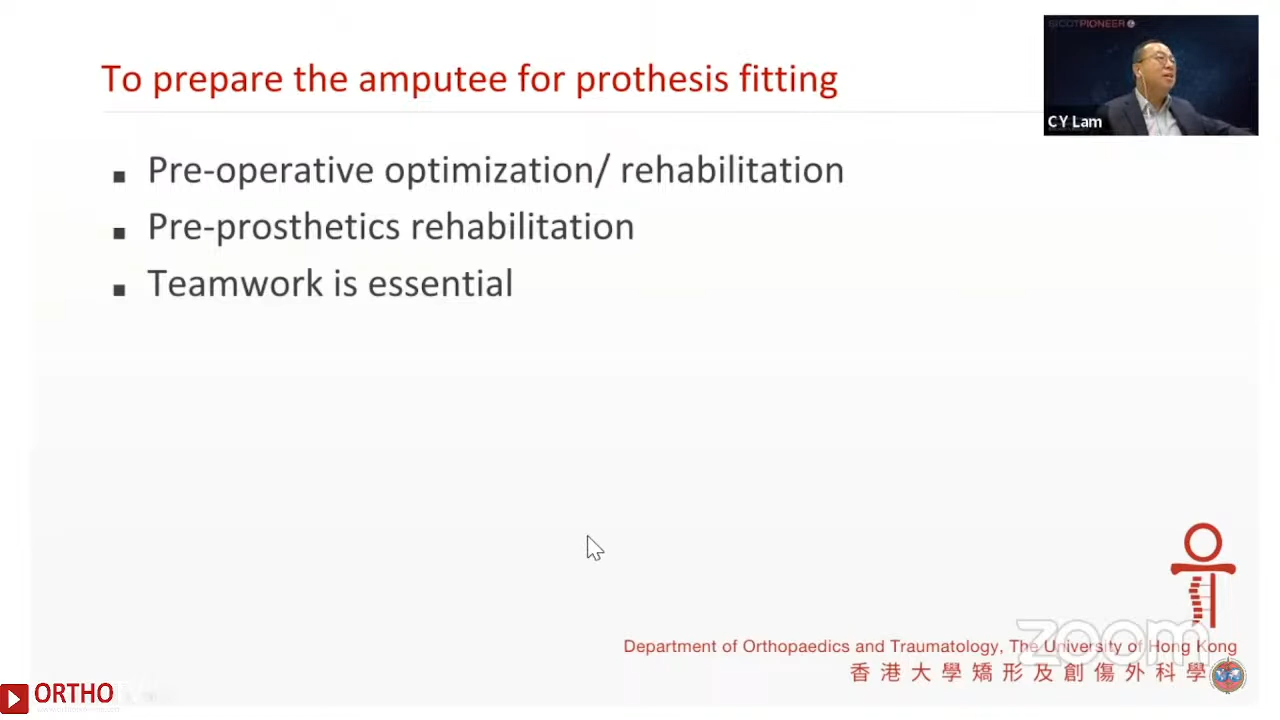 To prepare the amputee for prothesis fitting
SICOTPIONEER
CY Lam
▪ Pre-operative optimization/ rehabilitation
▪ Pre-prosthetics rehabilitation
▪ Teamwork is essential
zoom
Department of Orthopaedics and Traumatology, The University of Hong Kong
香港大學矯形及創傷外科學
ORTHOTV